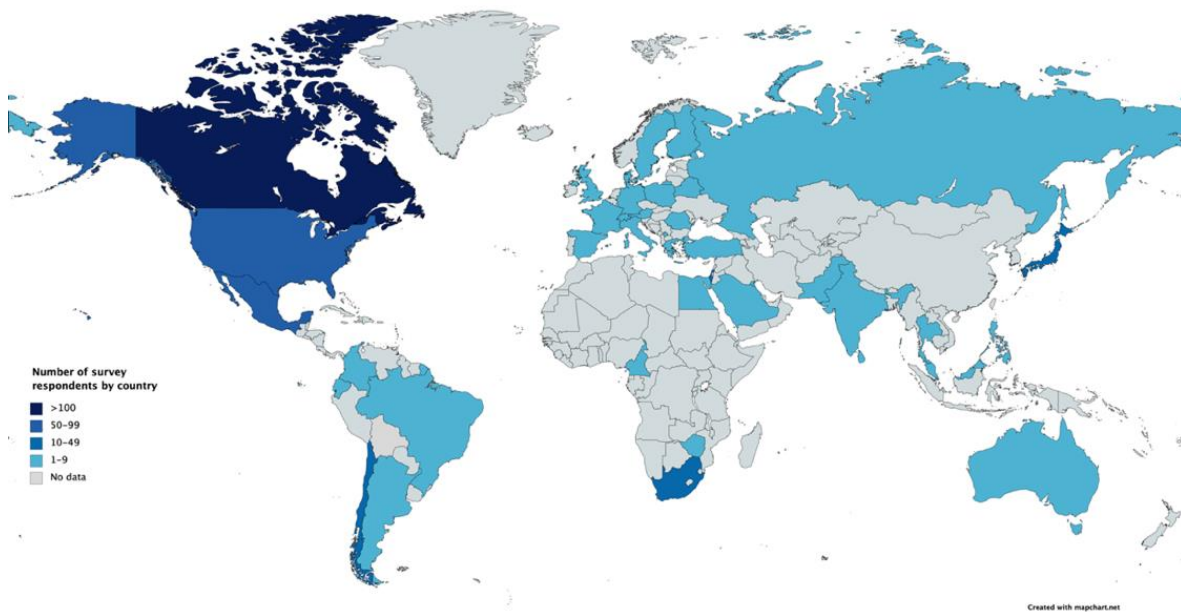 Number of survey
respondents by country
>100
50-99
10-49
1-9
No data
Created with mapchart.net